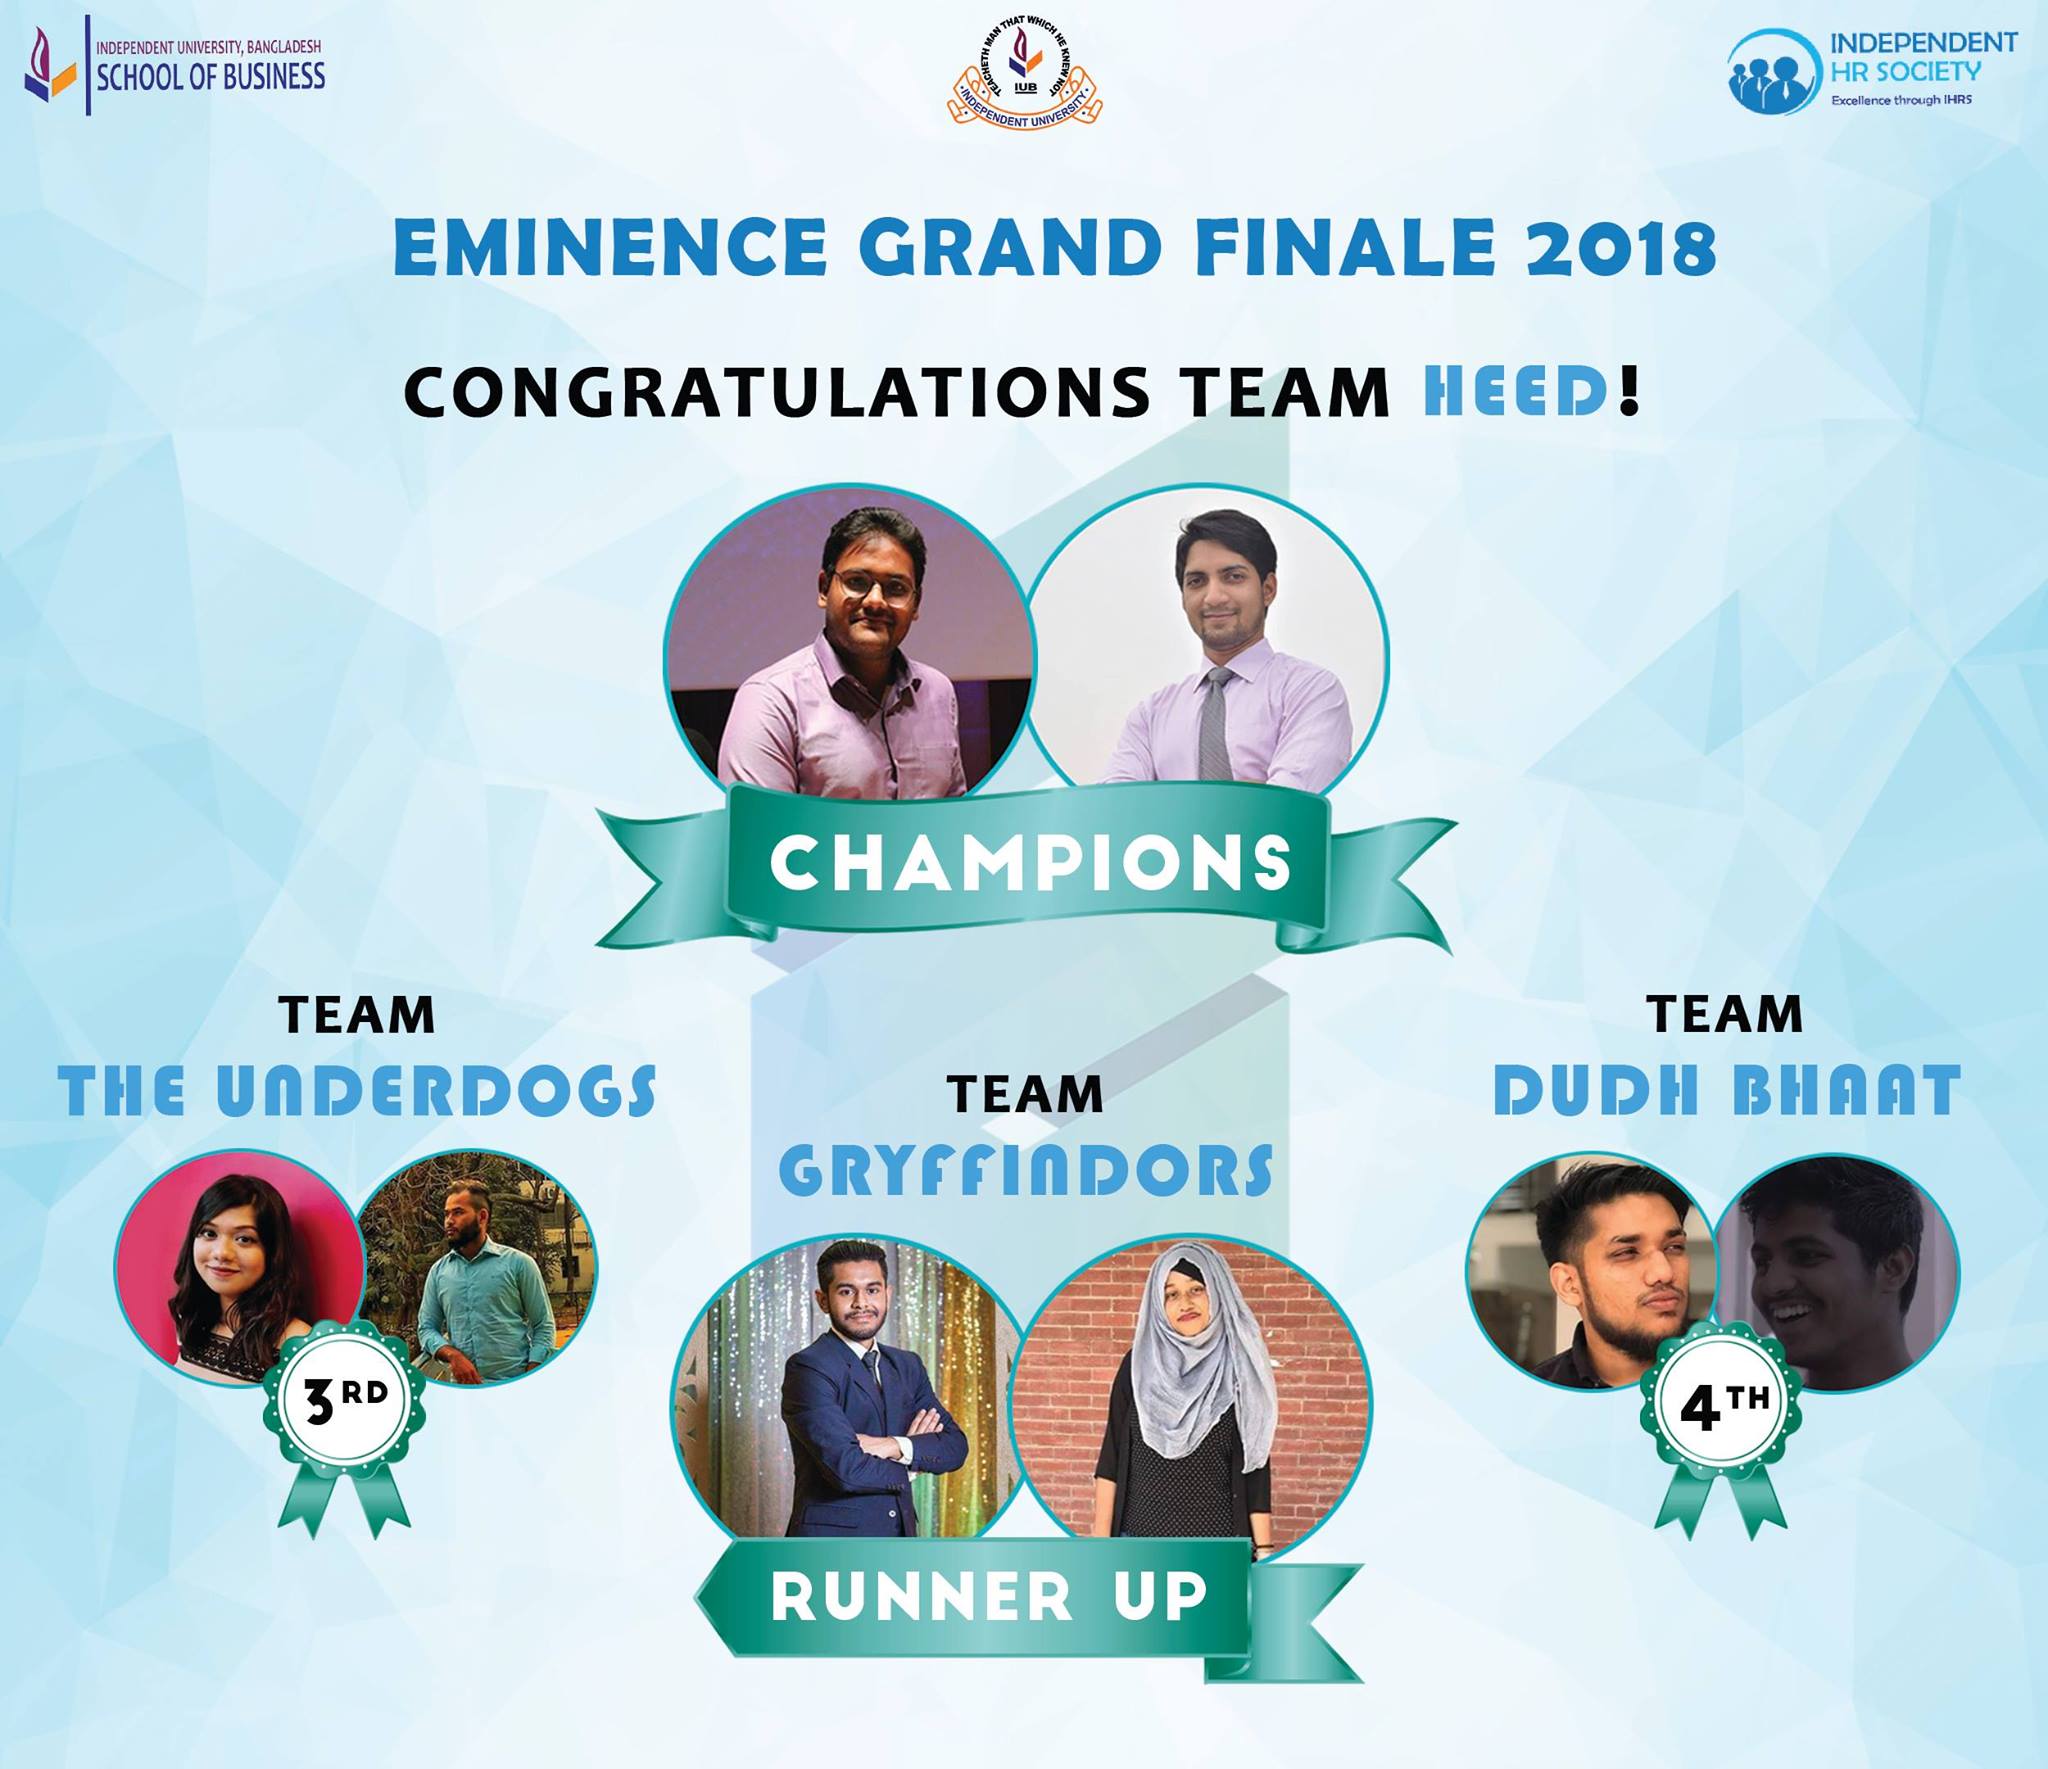 INDEPENDENT UNIVERSITY, BANGLADESH
SCHOOL OF BUSINESS
TEACHETH MAN THAT WHICH HE KNEW NOT
IUB
INDEPENDENT UNIVERSITY
INDEPENDENT
HR SOCIETY
Excellence through IHRS
EMINENCE GRAND FINALE 2018
CONGRATULATIONS TEAM HEED!
CHAMPIONS
TEAM
THE UNDERDOGS
3RD
TEAM
GRYFFINDORS
RUNNER UP
TEAM
DUDH BHAAT
4TH